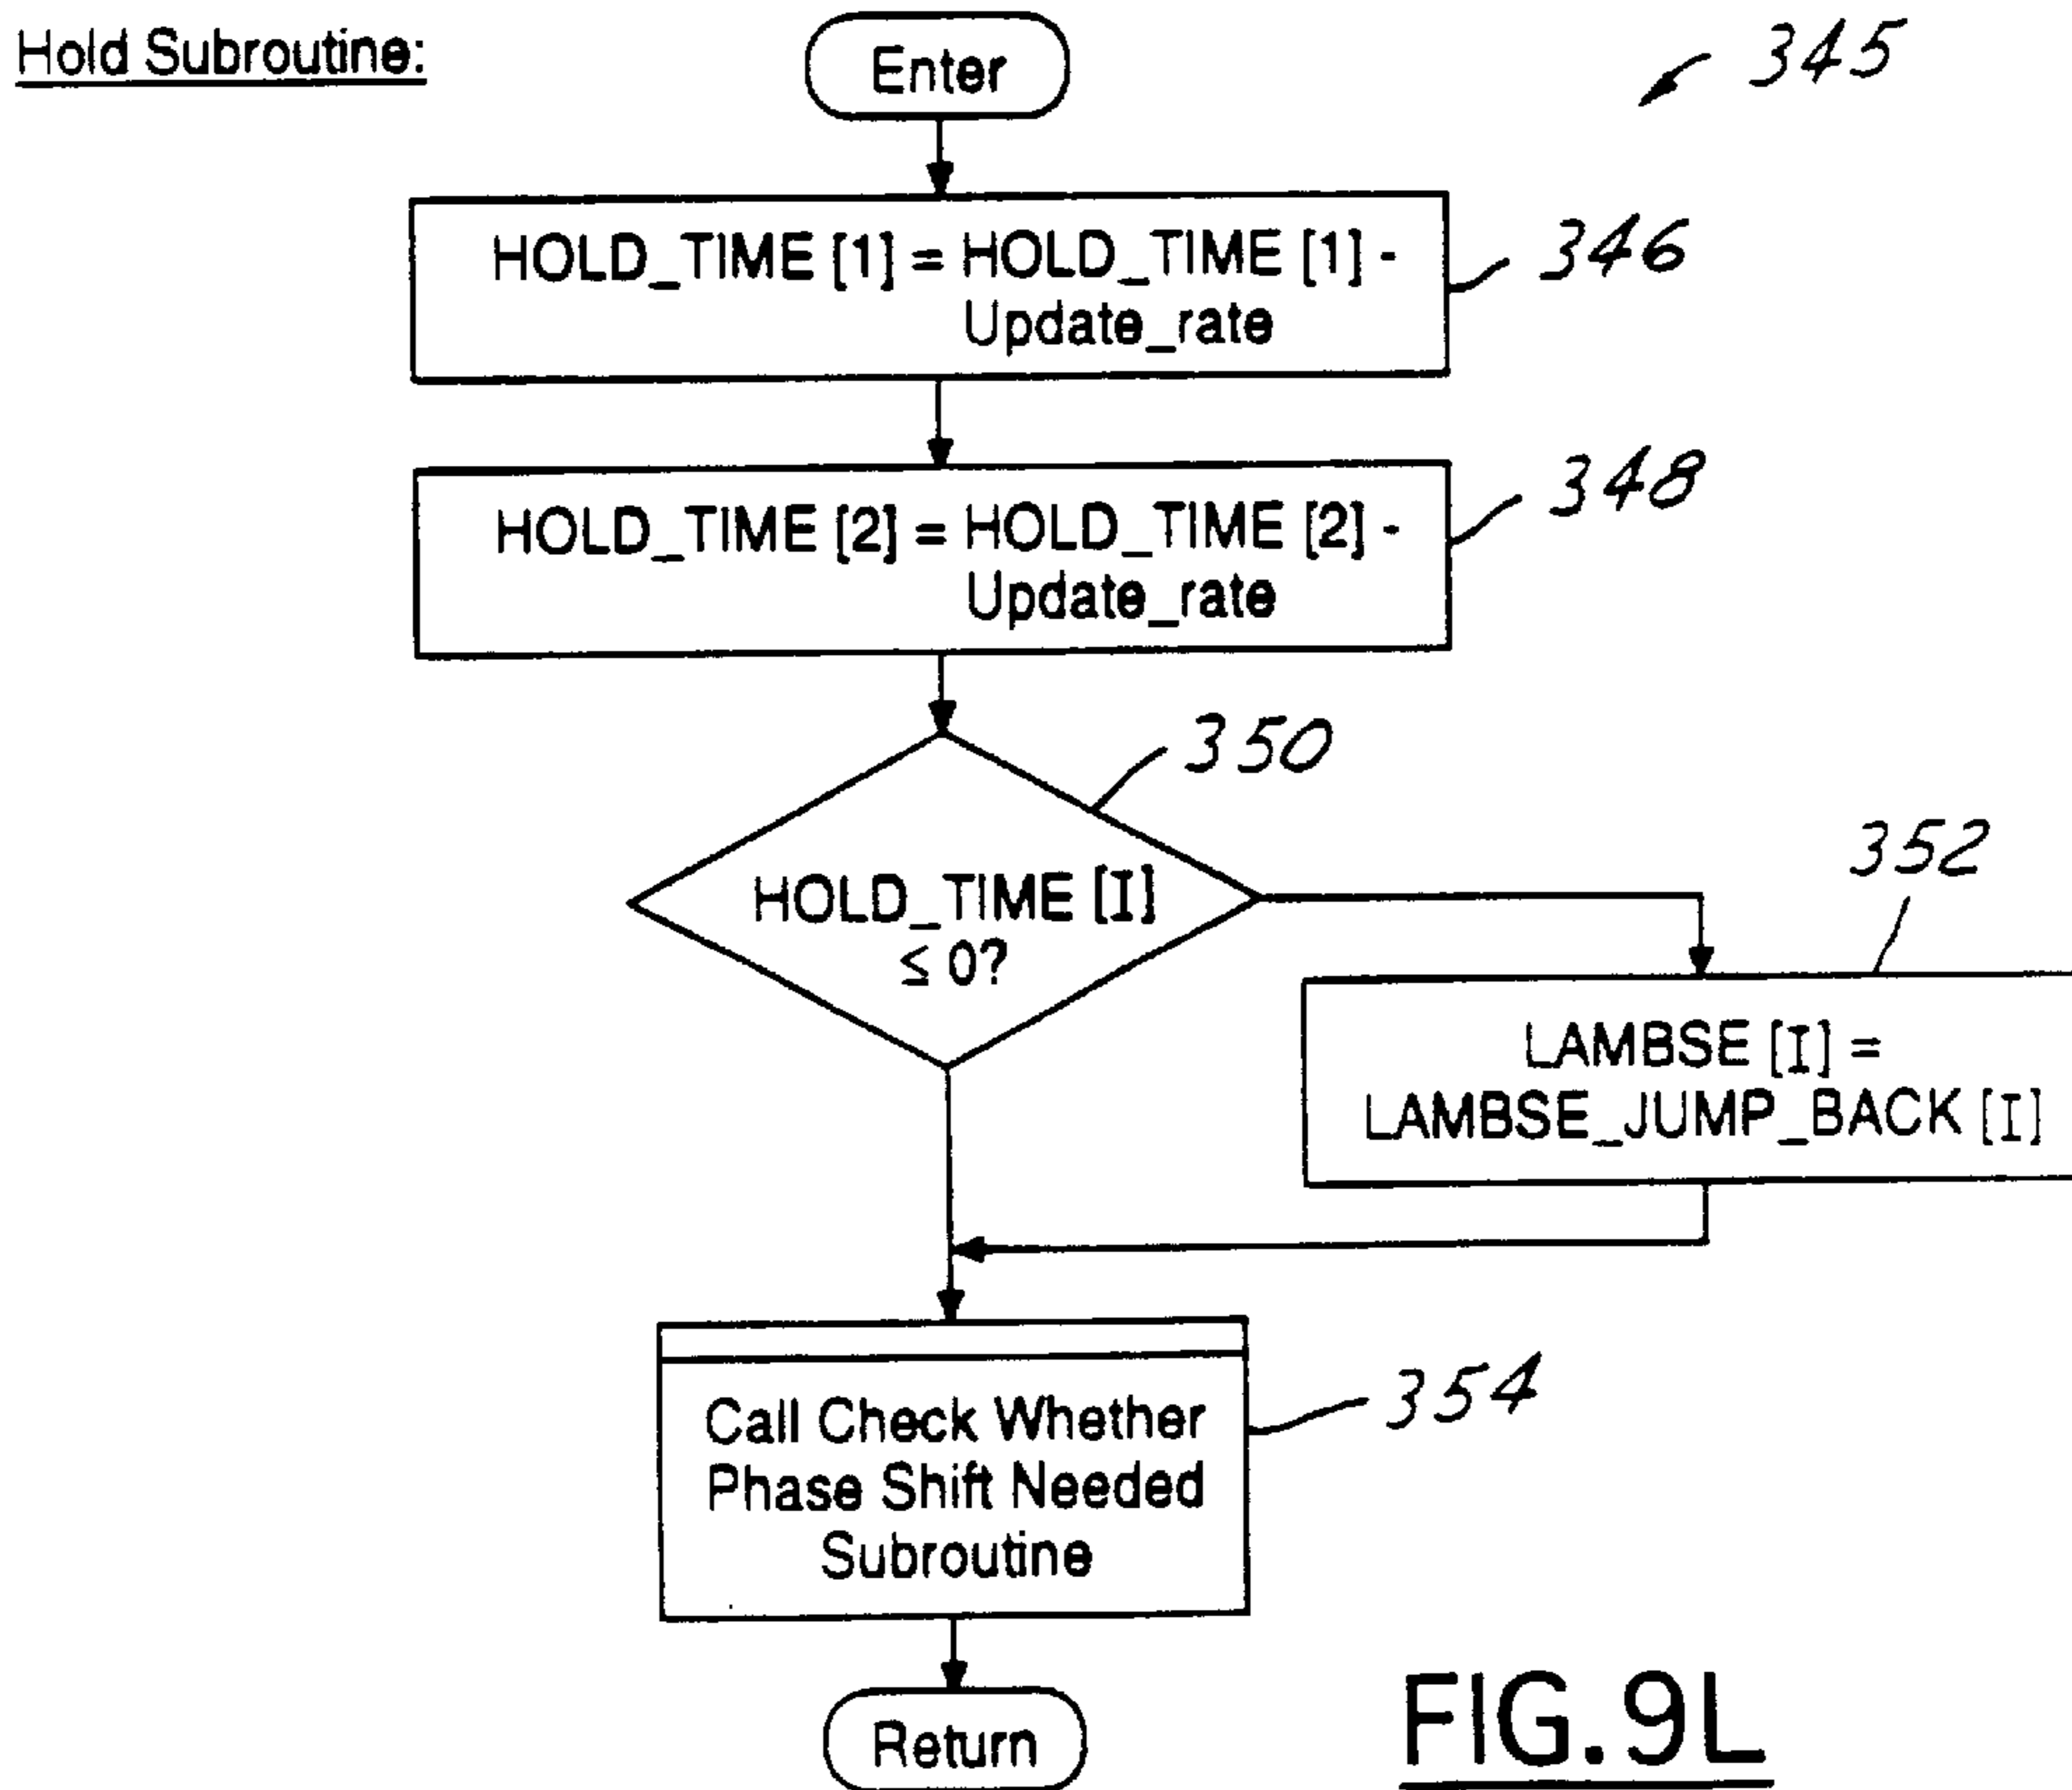 Hold Subroutine:
Enter
345
HOLD_TIME [1] = HOLD_TIME [1] -
Update_rate
346
HOLD_TIME [2] = HOLD_TIME [2] -
Update_rate
348
350
HOLD_TIME [I]
≤ 0?
352
LAMBSE [I] =
LAMBSE_JUMP_BACK [I]
Call Check Whether
Phase Shift Needed
Subroutine
354
Return
FIG.9L